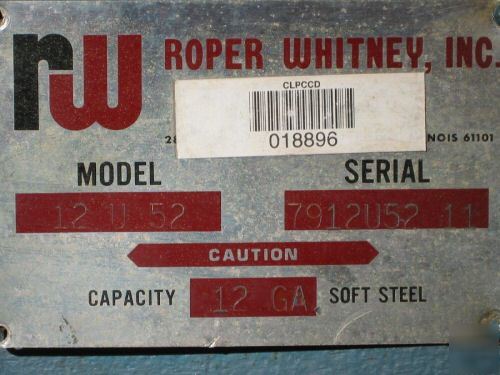 rw ROPER WHITNEY, INC.
CLPCCD
018896
28 NOIS 61101
MODEL SERIAL
12 U 52 7912U52 11
CAUTION
CAPACITY 12 GA. SOFT STEEL